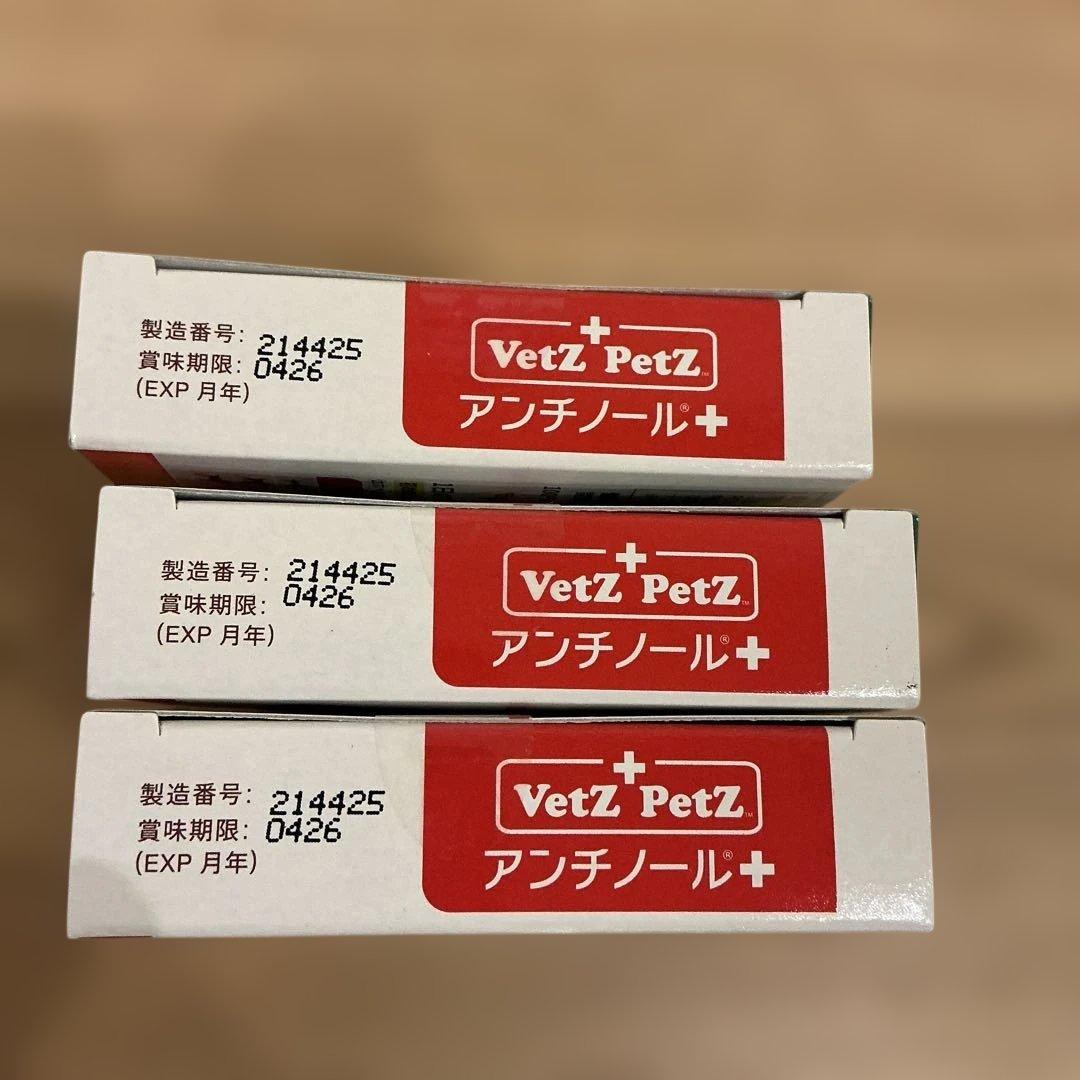 製造番号: 214425
賞味期限: 0426
(EXP 月年)
VetZ PetZ™
アンチノール®+
製造番号: 214425
賞味期限: 0426
(EXP 月年)
VetZ PetZ™
アンチノール®+
製造番号: 214425
賞味期限: 0426
(EXP 月年)
VetZ PetZ™
アンチノール®+